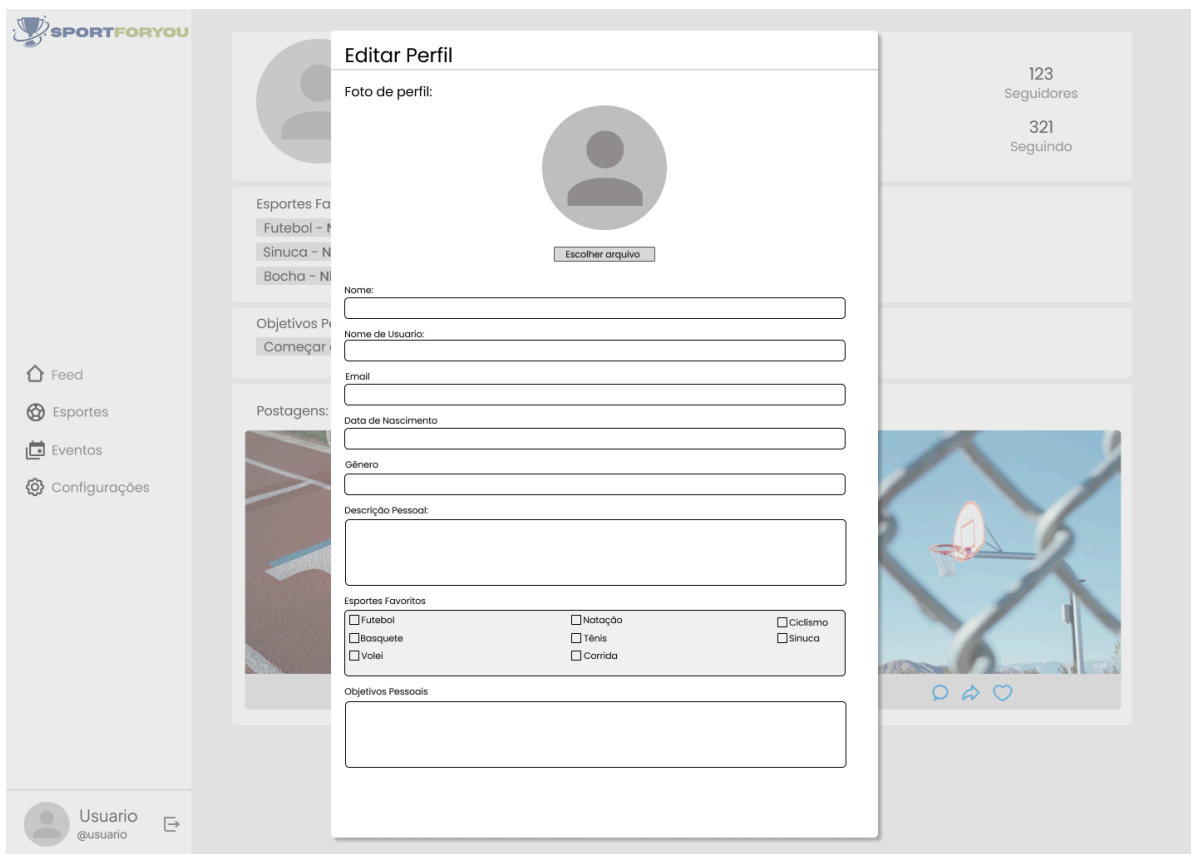 SPORTFORYOU
Feed
Esportes
Eventos
Configurações
Usuario
@usuario
123
Seguidores
321
Seguindo
Esportes Fa
Futebol - N
Sinuca - N
Bocha - Ni
Objetivos Pe
Começar
Postagens:
Editar Perfil
Foto de perfil:
Escolher arquivo
Nome:
Nome de Usuario:
Email
Data de Nascimento
Gênero
Descrição Pessoal:
Esportes Favoritos
Futebol
Natação
Ciclismo
Basquete
Tênis
Sinuca
Volei
Corrida
Objetivos Pessoais